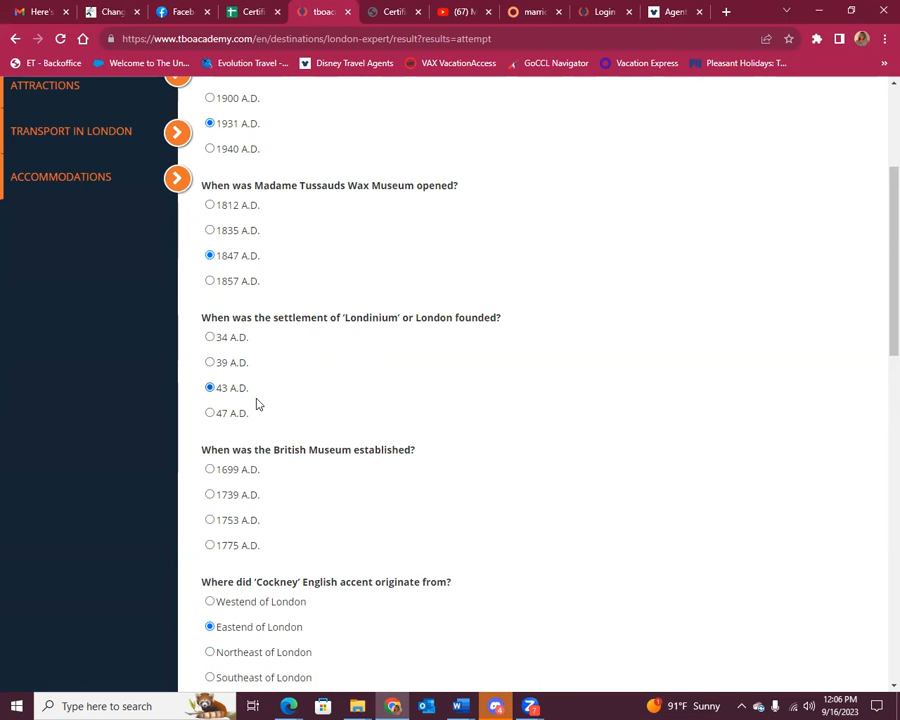 Here's
Chang
Faceb
Certifi
tboac
Certifi
(67) M
marrie
Login
Agent
https://www.tboacademy.com/en/destinations/london-expert/result?results=attempt
ET - Backoffice
Welcome to The Un...
Evolution Travel -...
Disney Travel Agents
VAX VacationAccess
GoCCL Navigator
Vacation Express
Pleasant Holidays: T...
ATTRACTIONS
TRANSPORT IN LONDON
ACCOMMODATIONS
1900 A.D.
1931 A.D.
1940 A.D.
When was Madame Tussauds Wax Museum opened?
1812 A.D.
1835 A.D.
1847 A.D.
1857 A.D.
When was the settlement of ‘Londinium’ or London founded?
34 A.D.
39 A.D.
43 A.D.
47 A.D.
When was the British Museum established?
1699 A.D.
1739 A.D.
1753 A.D.
1775 A.D.
Where did ‘Cockney’ English accent originate from?
Westend of London
Eastend of London
Northeast of London
Southeast of London
Type here to search
91°F Sunny
12:06 PM
9/16/2023